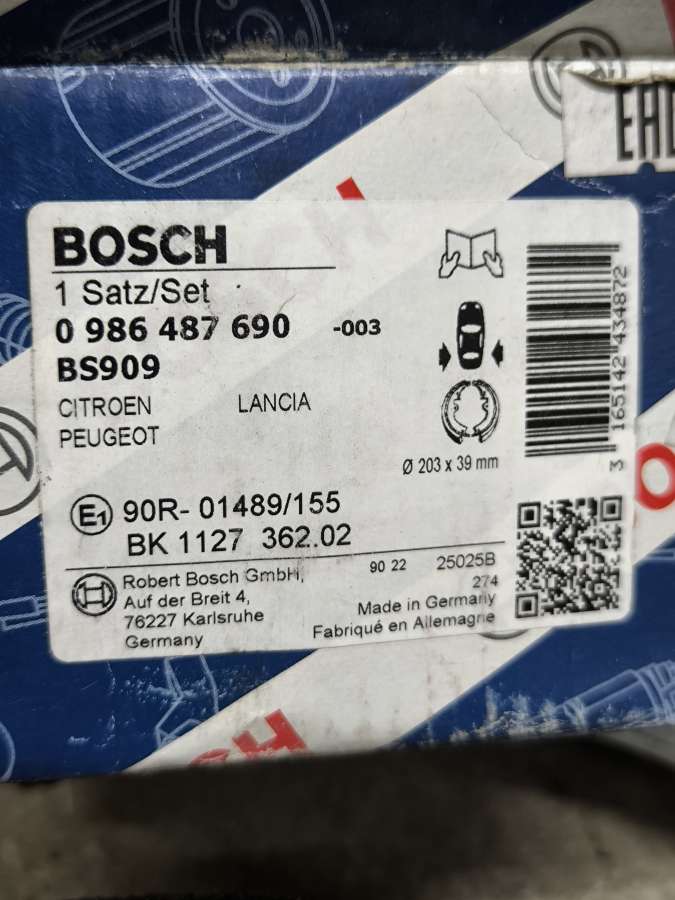 EAC
BOSCH
1 Satz/Set
0 986 487 690 -003
BS909
CITROEN LANCIA
PEUGEOT
Ø 203 x 39 mm
3 165142 434872
E1 90R- 01489/155
BK 1127 362.02
Robert Bosch GmbH,
Auf der Breit 4,
76227 Karlsruhe
Germany
90 22 25025B
274
Made in Germany
Fabriqué en Allemagne